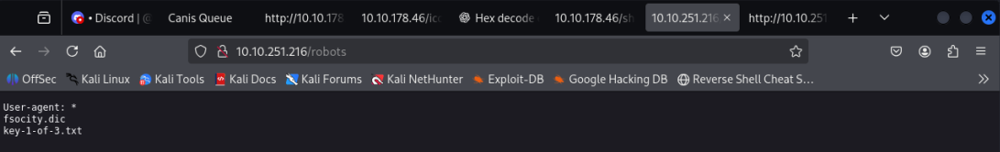 • Discord | @
Canis Queue
http://10.10.178
10.10.178.46/ico
Hex decode
10.10.178.46/sh
10.10.251.216
http://10.10.251
10.10.251.216/robots
OffSec
Kali Linux
Kali Tools
Kali Docs
Kali Forums
Kali NetHunter
Exploit-DB
Google Hacking DB
Reverse Shell Cheat S...
User-agent: *
fsocity.dic
key-1-of-3.txt